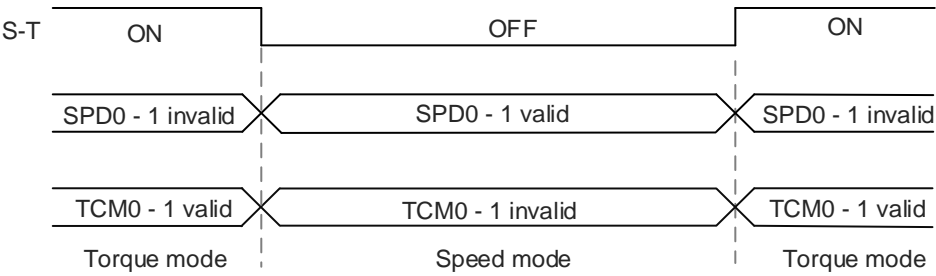 S-T ON OFF ON
SPD0 - 1 invalid SPD0 - 1 valid SPD0 - 1 invalid
TCM0 - 1 valid TCM0 - 1 invalid TCM0 - 1 valid
Torque mode Speed mode Torque mode